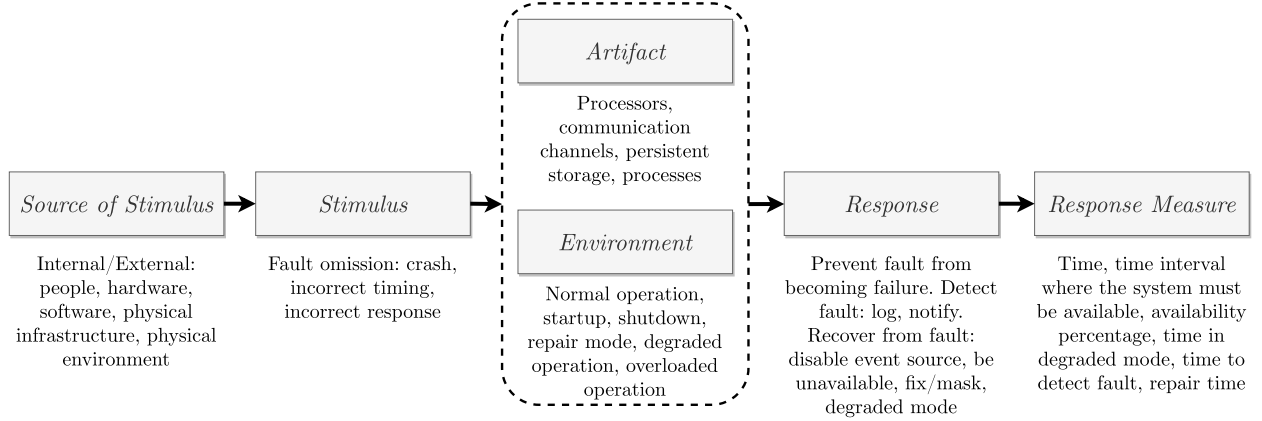 Source of Stimulus
Internal/External:
people, hardware,
software, physical
infrastructure, physical
environment
Stimulus
Fault omission: crash,
incorrect timing,
incorrect response
Artifact
Processors,
communication
channels, persistent
storage, processes
Environment
Normal operation,
startup, shutdown,
repair mode, degraded
operation, overloaded
operation
Response
Prevent fault from
becoming failure. Detect
fault: log, notify.
Recover from fault:
disable event source, be
unavailable, fix/mask,
degraded mode
Response Measure
Time, time interval
where the system must
be available, availability
percentage, time in
degraded mode, time to
detect fault, repair time